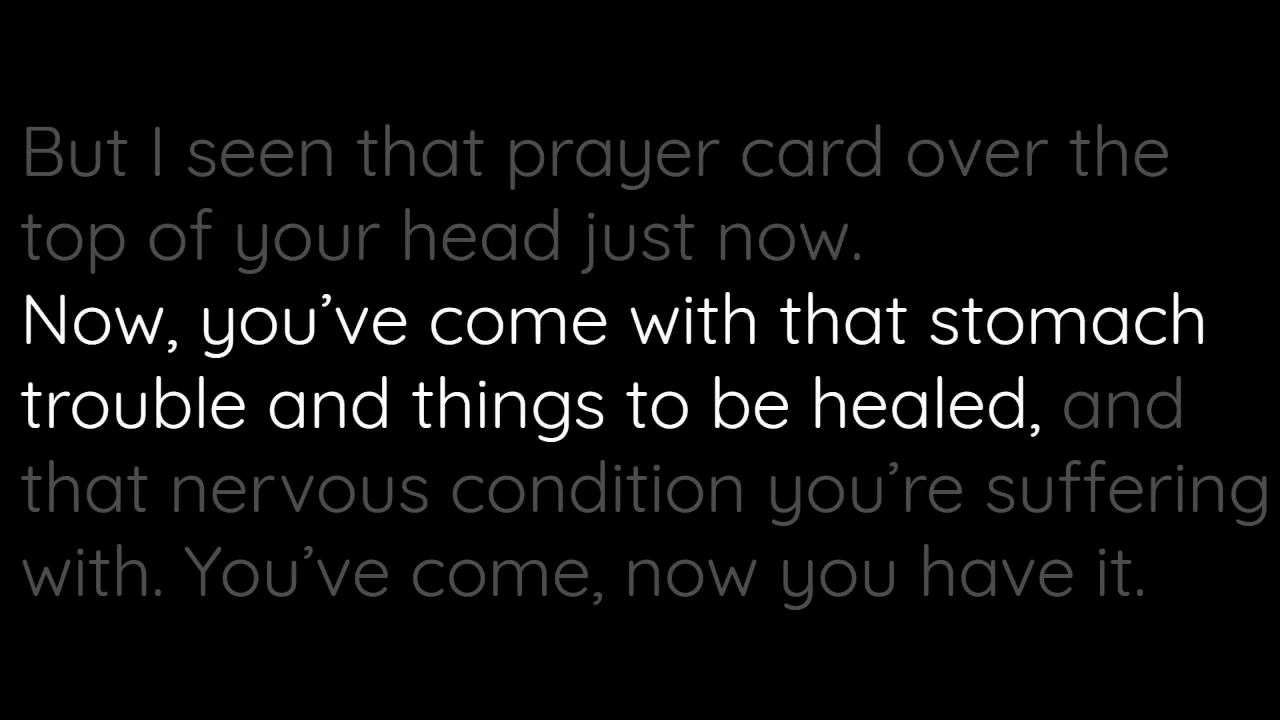 But I seen that prayer card over the
top of your head just now.
Now, you’ve come with that stomach
trouble and things to be healed, and
that nervous condition you’re suffering
with. You’ve come, now you have it.